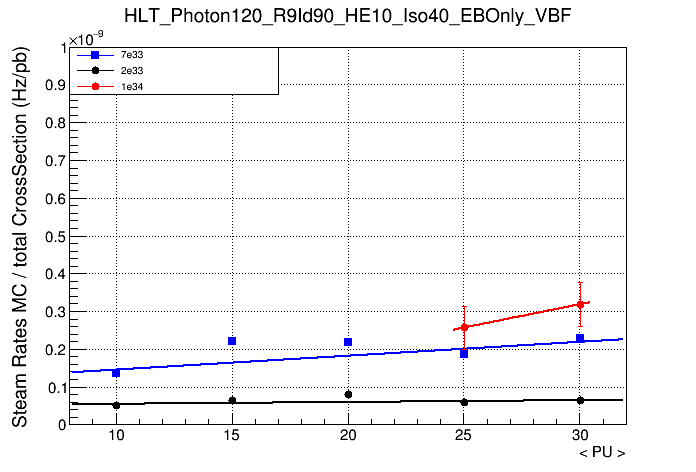 HLT_Photon120_R9Id90_HE10_Iso40_EBOnly_VBF
×10⁻⁹
Steam Rates MC / total CrossSection (Hz/pb)
1
0.9
0.8
0.7
0.6
0.5
0.4
0.3
0.2
0.1
0
7e33
2e33
1e34
10 15 20 25 30
< PU >